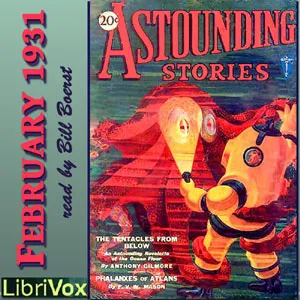 FEBRUARY 1931
read by Bill Boerst
LibriVox
20¢
ASTOUNDING
STORIES
THE TENTACLES FROM
BELOW
An Astounding Novelette
of the Ocean Floor
By ANTHONY GILMORE
PHALANXES OF ATLANS
By F. V. W. MASON